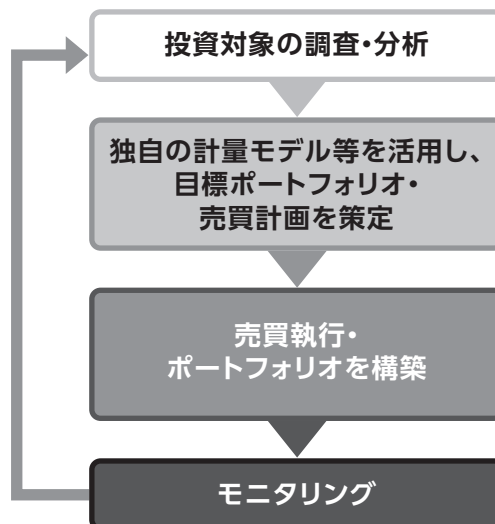 投資対象の調査・分析
独自の計量モデル等を活用し、
目標ポートフォリオ・
売買計画を策定
売買執行・
ポートフォリオを構築
モニタリング